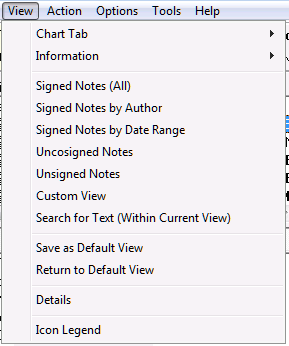 View Action Options Tools Help
Chart Tab
Information
Signed Notes (All)
Signed Notes by Author
Signed Notes by Date Range
Uncosigned Notes
Unsigned Notes
Custom View
Search for Text (Within Current View)
Save as Default View
Return to Default View
Details
Icon Legend